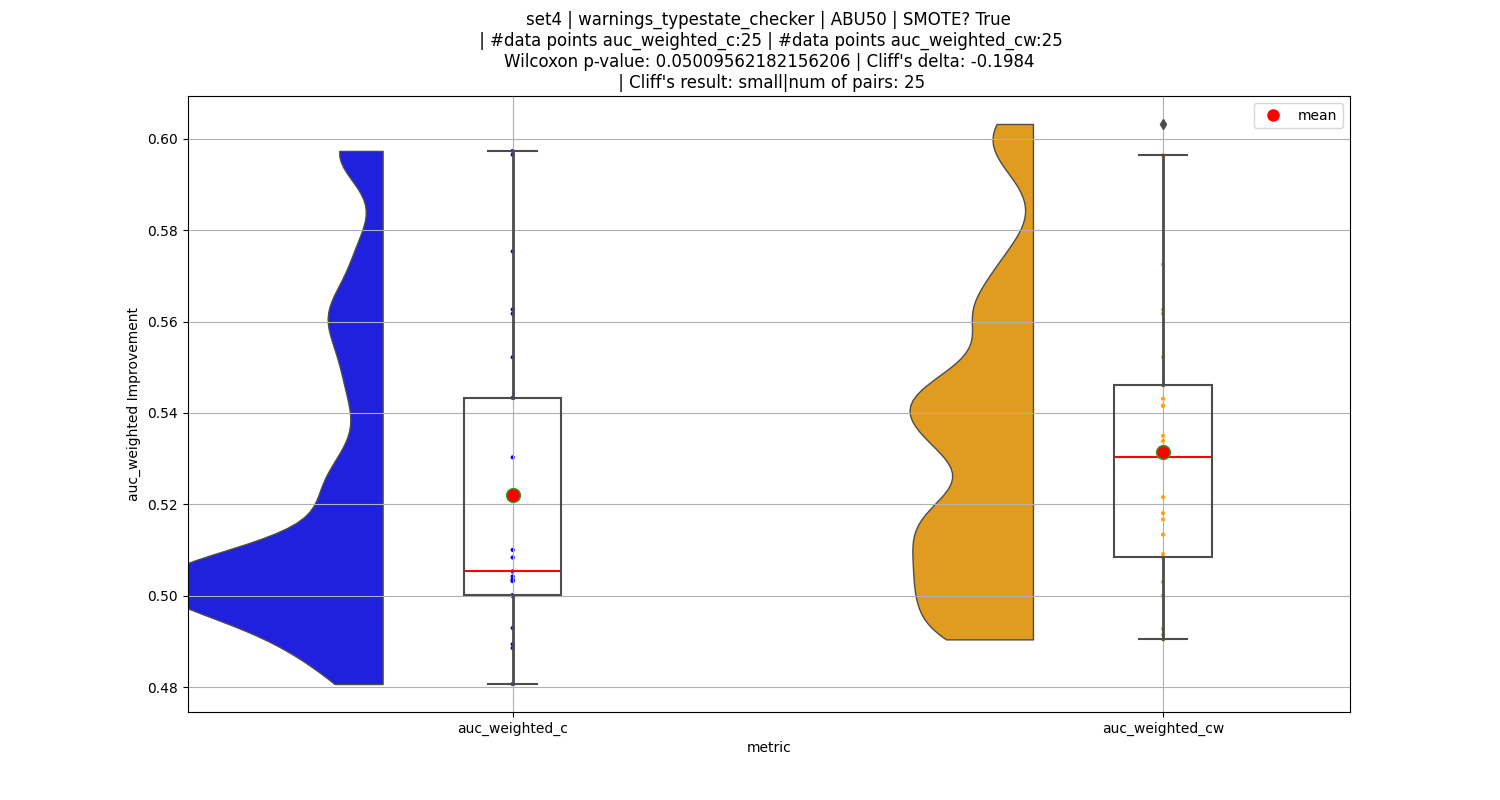 set4 | warnings_typestate_checker | ABU50 | SMOTE? True
| #data points auc_weighted_c:25 | #data points auc_weighted_cw:25
Wilcoxon p-value: 0.05009562182156206 | Cliff's delta: -0.1984
| Cliff's result: small|num of pairs: 25
mean
0.60
0.58
0.56
0.54
0.52
0.50
0.48
auc_weighted Improvement
auc_weighted_c
auc_weighted_cw
metric